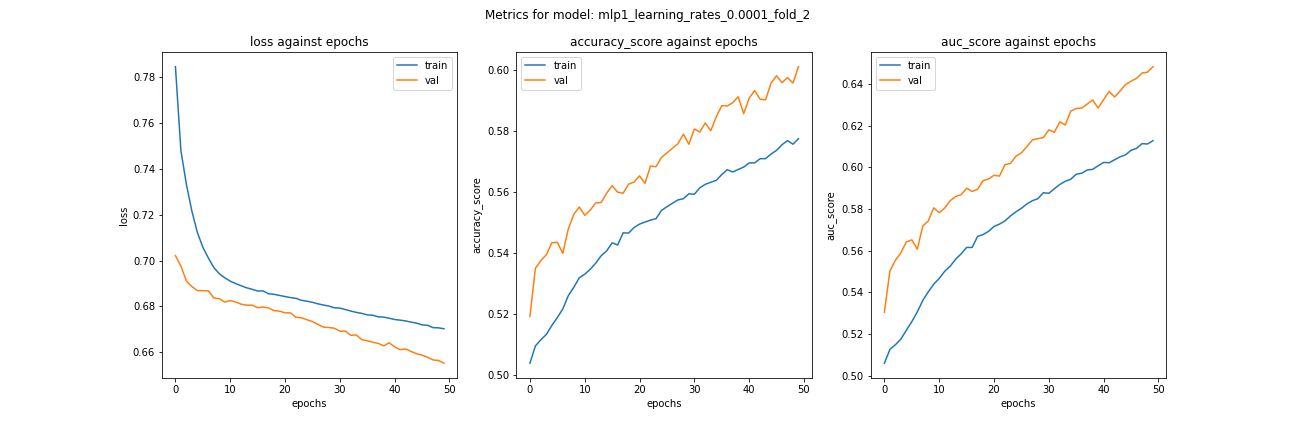 Metrics for model: mlp1_learning_rates_0.0001_fold_2
loss against epochs
train
val
0.78
0.76
0.74
0.72
0.70
0.68
0.66
loss
0 10 20 30 40 50
epochs
accuracy_score against epochs
train
val
0.60
0.58
0.56
0.54
0.52
0.50
accuracy_score
0 10 20 30 40 50
epochs
auc_score against epochs
train
val
0.64
0.62
0.60
0.58
0.56
0.54
0.52
0.50
auc_score
0 10 20 30 40 50
epochs